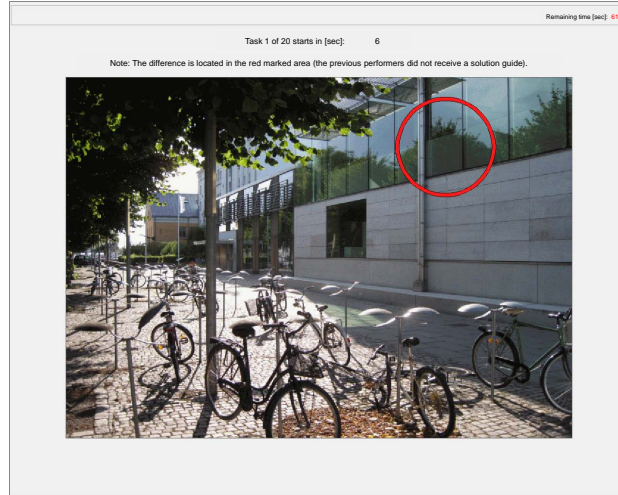 Remaining time [sec]: 61
Task 1 of 20 starts in [sec]: 6
Note: The difference is located in the red marked area (the previous performers did not receive a solution guide).